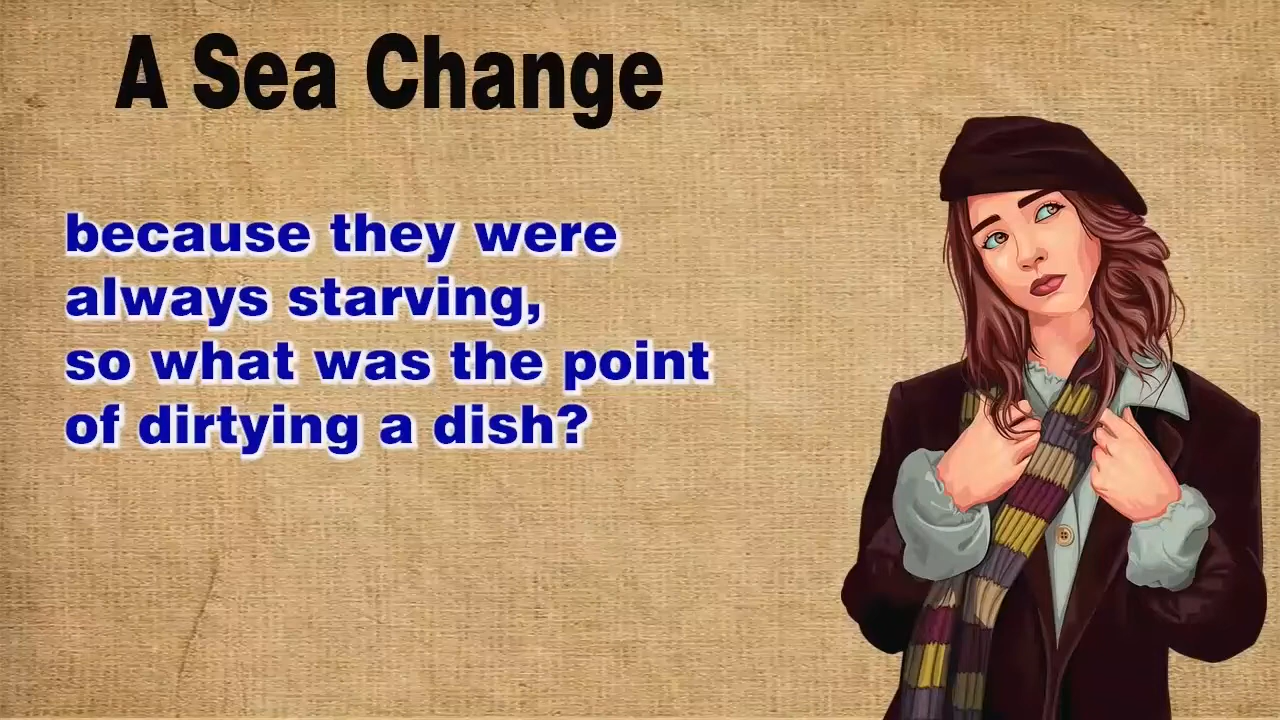 A Sea Change
because they were
always starving,
so what was the point
of dirtying a dish?